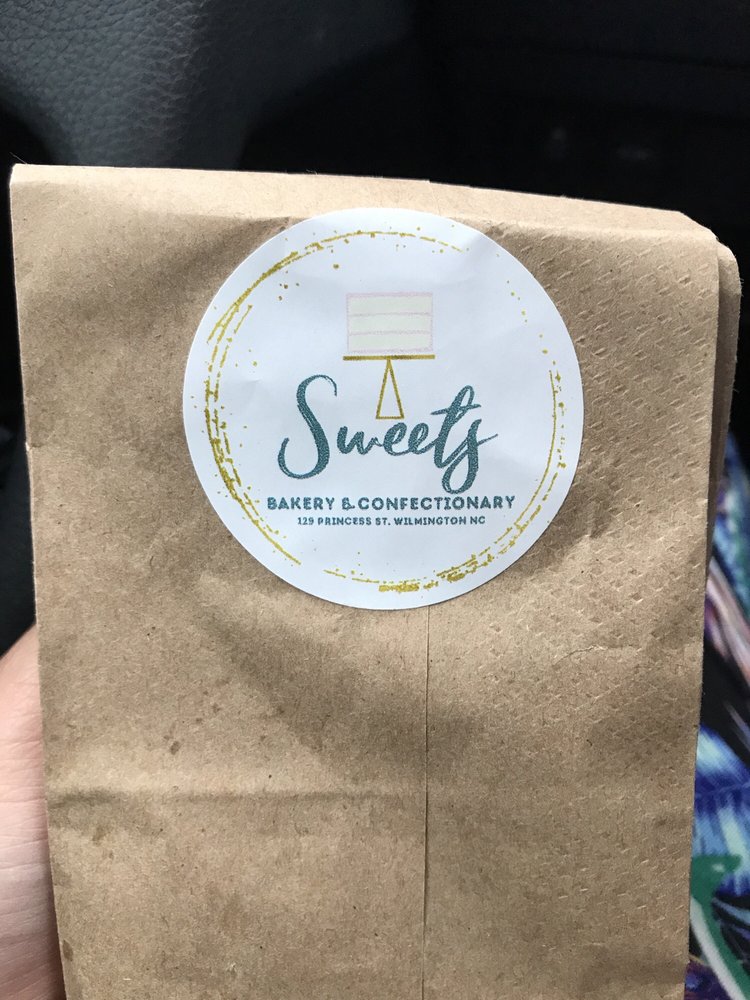 Sweets
BAKERY & CONFECTIONARY
129 PRINCESS ST. WILMINGTON NC